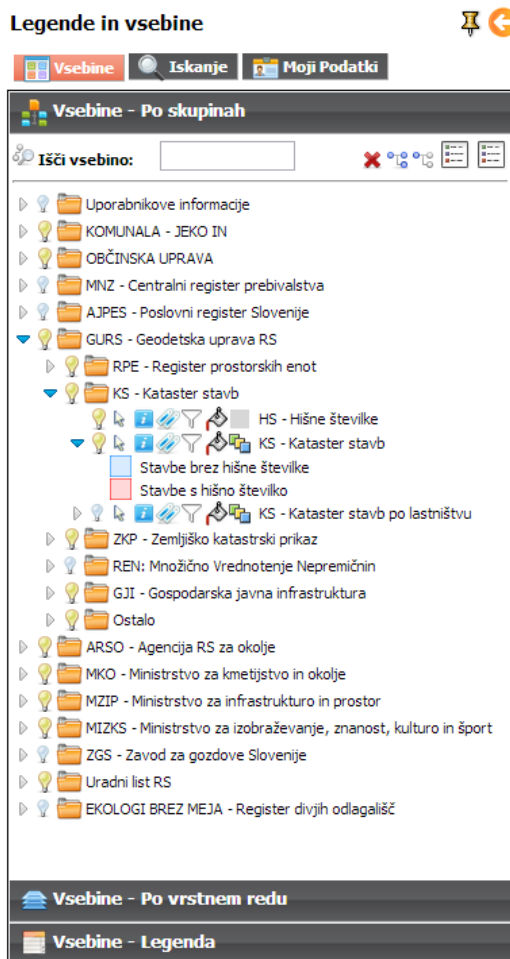 Legende in vsebine
Vsebine Iskanje Moji Podatki
Vsebine - Po skupinah
Išči vsebino:
Uporabnikove informacije
KOMUNALA - JEKO IN
OBČINSKA UPRAVA
MNZ - Centralni register prebivalstva
AJPES - Poslovni register Slovenije
GURS - Geodetska uprava RS
RPE - Register prostorskih enot
KS - Kataster stavb
HS - Hišne številke
KS - Kataster stavb
Stavbe brez hišne številke
Stavbe s hišno številko
KS - Kataster stavb po lastništvu
ZKP - Zemljiško katastrski prikaz
REN: Množično Vrednotenje Nepremičnin
GJI - Gospodarska javna infrastruktura
Ostalo
ARSO - Agencija RS za okolje
MKO - Ministrstvo za kmetijstvo in okolje
MZIP - Ministrstvo za infrastrukturo in prostor
MIZKS - Ministrstvo za izobraževanje, znanost, kulturo in šport
ZGS - Zavod za gozdove Slovenije
Uradni list RS
EKOLOGI BREZ MEJA - Register divjih odlagališč
Vsebine - Po vrstnem redu
Vsebine - Legenda